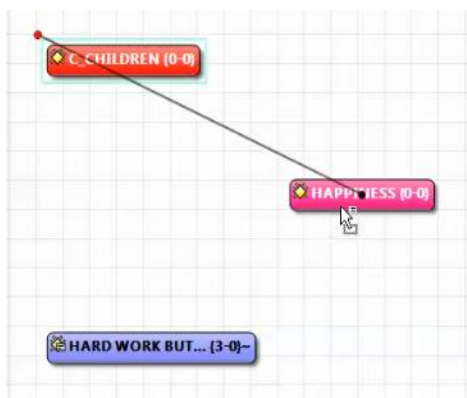 C_CHILDREN {0-0}
HAPPINESS {0-0}
HARD WORK BUT... {3-0}~